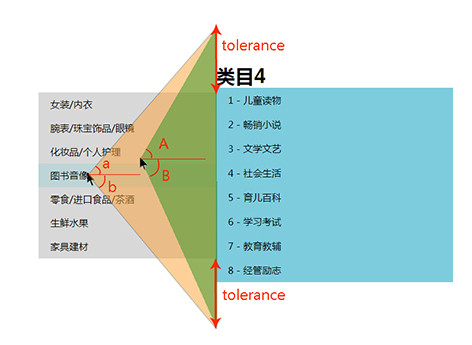 tolerance
类目4
女装/内衣
腕表/珠宝饰品/眼镜
化妆品/个人护理
图书音像
零食/进口食品/茶酒
生鲜水果
家具建材
A
B
a
b
1 - 儿童读物
2 - 畅销小说
3 - 文学文艺
4 - 社会生活
5 - 育儿百科
6 - 学习考试
7 - 教育教辅
8 - 经管励志
tolerance